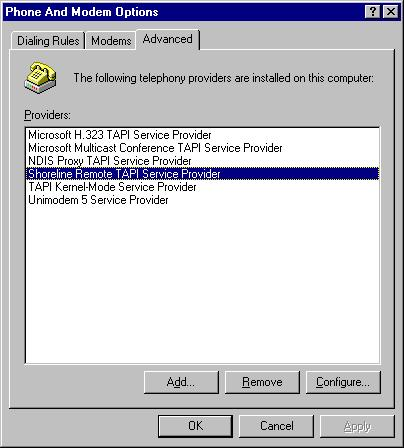 Phone And Modem Options
Dialing Rules Modems Advanced
The following telephony providers are installed on this computer:
Providers:
Microsoft H.323 TAPI Service Provider
Microsoft Multicast Conference TAPI Service Provider
NDIS Proxy TAPI Service Provider
Shoreline Remote TAPI Service Provider
TAPI Kernel-Mode Service Provider
Unimodem 5 Service Provider
Add... Remove Configure...
OK Cancel Apply